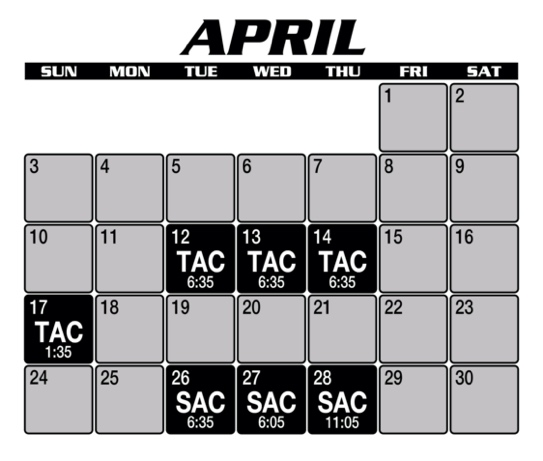 APRIL
SUN MON TUE WED THU FRI SAT
1 2
3 4 5 6 7 8 9
10 11 12 13 14 15 16
TAC TAC TAC
6:35 6:35 6:35
17 18 19 20 21 22 23
TAC
1:35
24 25 26 27 28 29 30
SAC SAC SAC
6:35 6:05 11:05